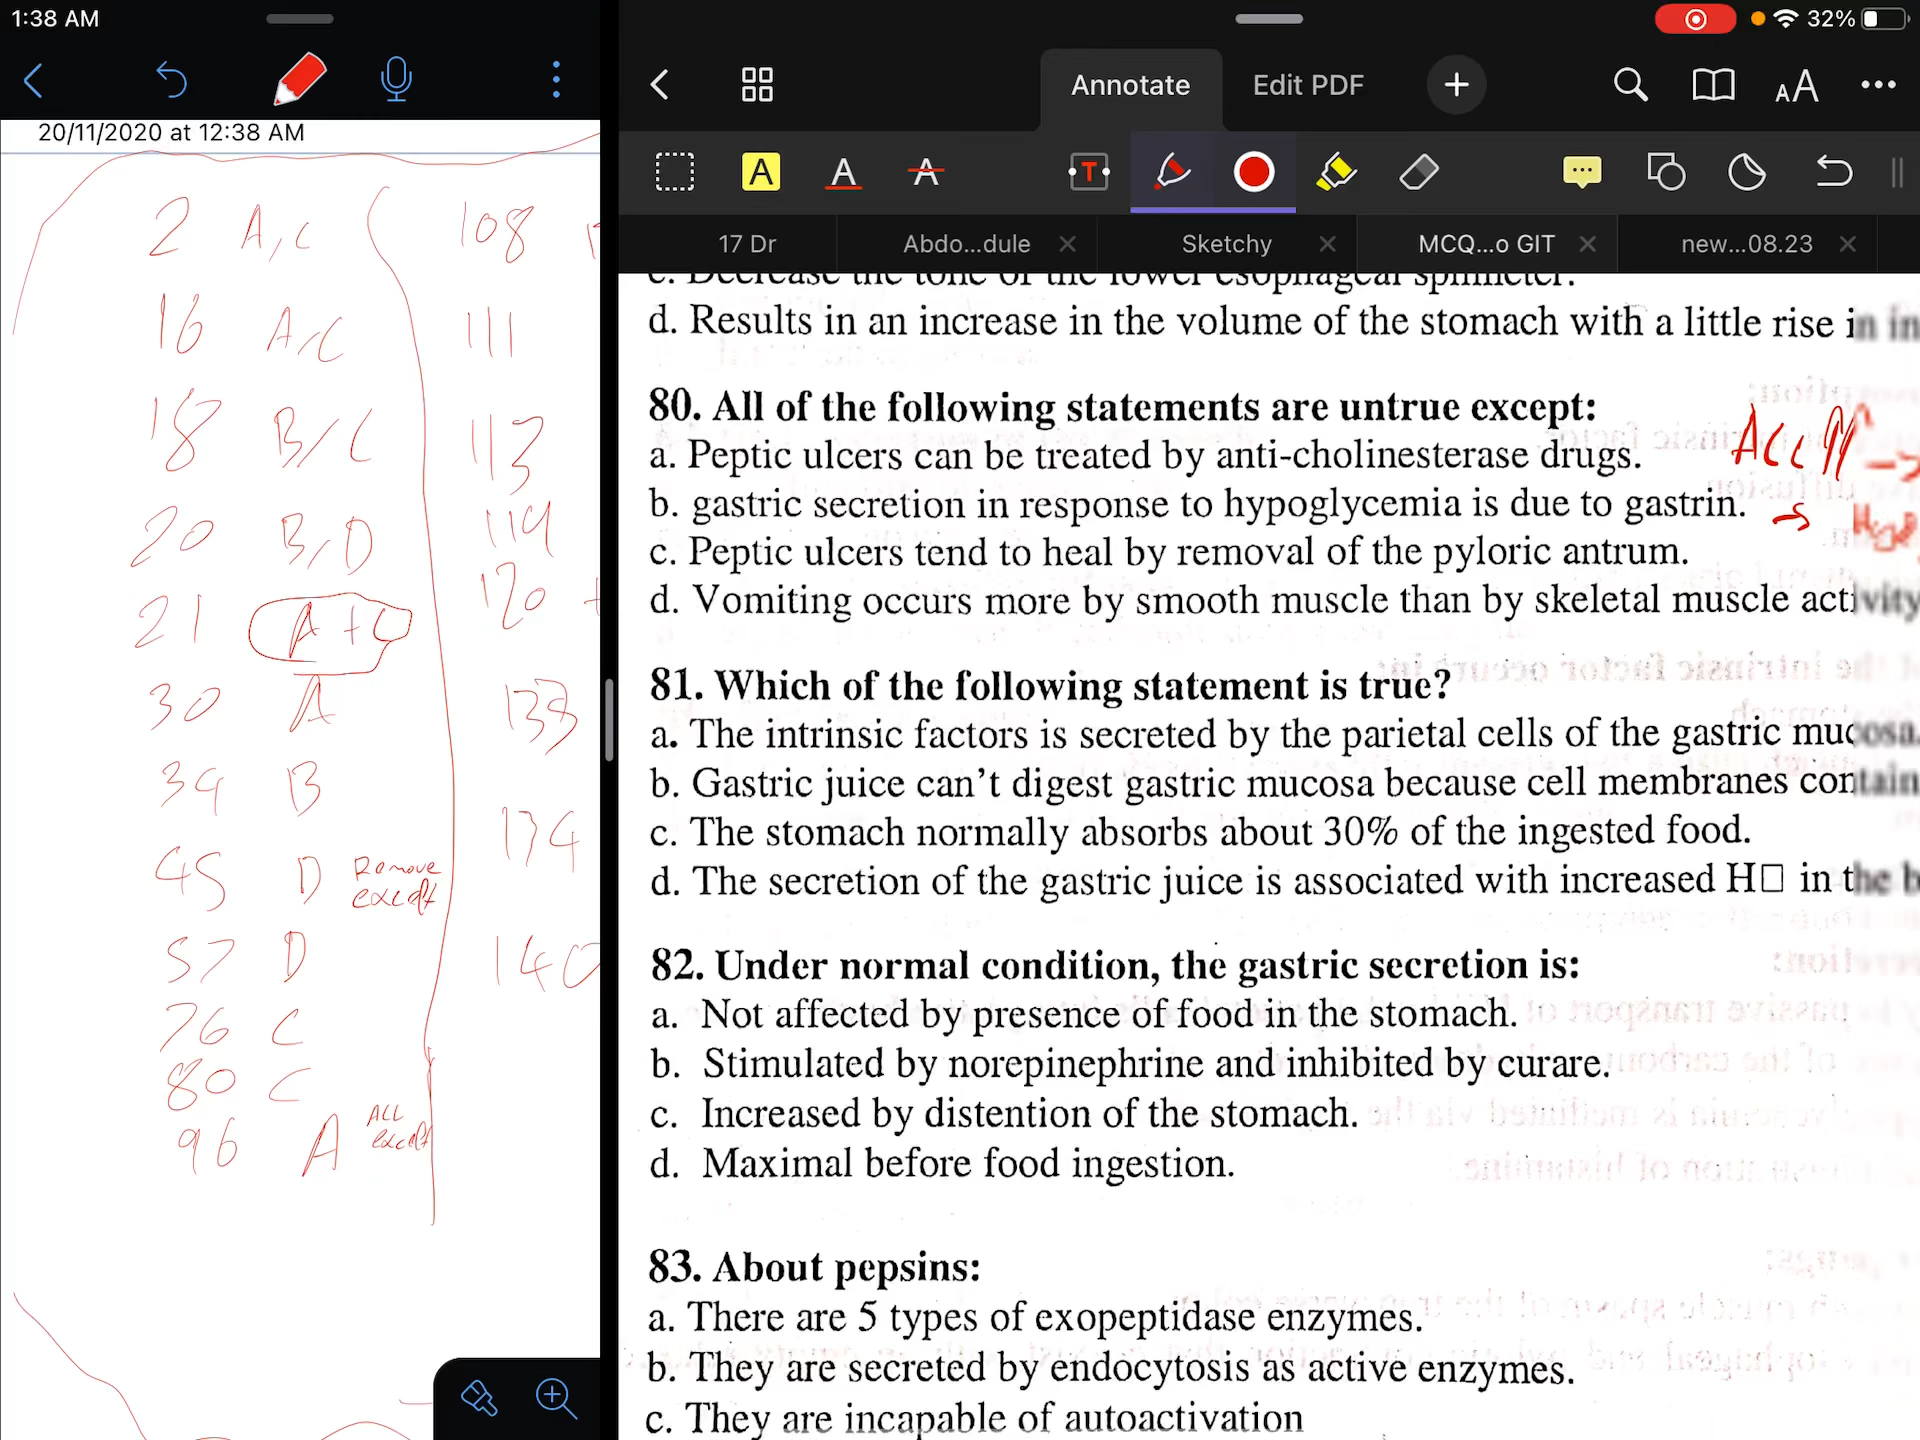 1:38 AM
32%
Annotate
Edit PDF
20/11/2020 at 12:38 AM
17 Dr
Abdo...dule
Sketchy
MCQ...o GIT
new...08.23
2 A,C
16 A,C
18 B/C
20 B/D
21 A+C
30 A
34 B
45 D Remove except
57 D
76 C
80 C
96 A ALL except
108
111
113
114
120
133
134
140
c. Decrease the tone of the lower esophageal sphincter.
d. Results in an increase in the volume of the stomach with a little rise in in
80. All of the following statements are untrue except:
a. Peptic ulcers can be treated by anti-cholinesterase drugs.
b. gastric secretion in response to hypoglycemia is due to gastrin.
c. Peptic ulcers tend to heal by removal of the pyloric antrum.
d. Vomiting occurs more by smooth muscle than by skeletal muscle activity
81. Which of the following statement is true?
a. The intrinsic factors is secreted by the parietal cells of the gastric mucosa.
b. Gastric juice can't digest gastric mucosa because cell membranes contain
c. The stomach normally absorbs about 30% of the ingested food.
d. The secretion of the gastric juice is associated with increased H□ in the b
82. Under normal condition, the gastric secretion is:
a. Not affected by presence of food in the stomach.
b. Stimulated by norepinephrine and inhibited by curare.
c. Increased by distention of the stomach.
d. Maximal before food ingestion.
83. About pepsins:
a. There are 5 types of exopeptidase enzymes.
b. They are secreted by endocytosis as active enzymes.
c. They are incapable of autoactivation